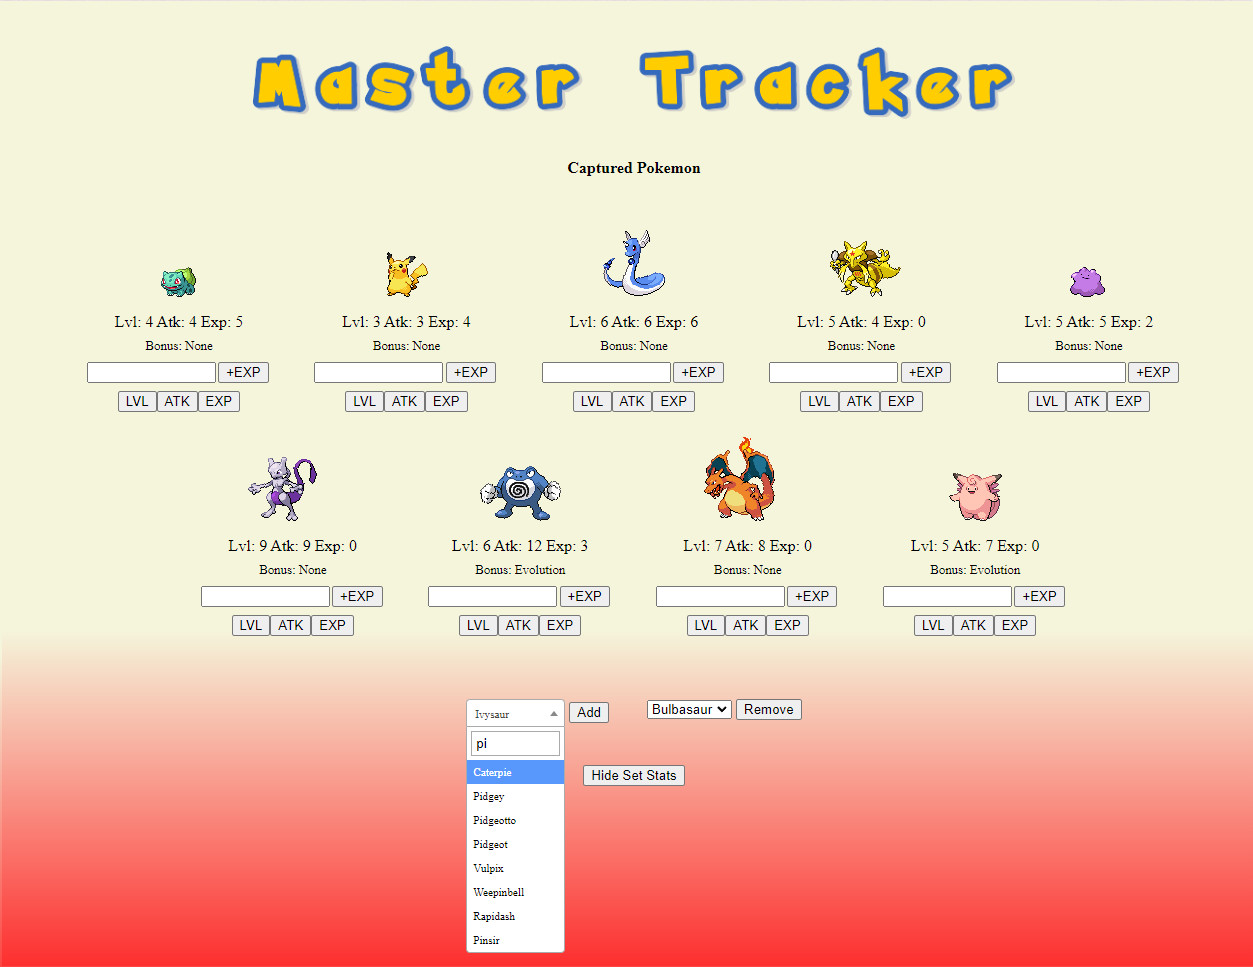 Master Tracker
Captured Pokemon
Lvl: 4 Atk: 4 Exp: 5
Bonus: None
+EXP
LVL ATK EXP
Lvl: 3 Atk: 3 Exp: 4
Bonus: None
+EXP
LVL ATK EXP
Lvl: 6 Atk: 6 Exp: 6
Bonus: None
+EXP
LVL ATK EXP
Lvl: 5 Atk: 4 Exp: 0
Bonus: None
+EXP
LVL ATK EXP
Lvl: 5 Atk: 5 Exp: 2
Bonus: None
+EXP
LVL ATK EXP
Lvl: 9 Atk: 9 Exp: 0
Bonus: None
+EXP
LVL ATK EXP
Lvl: 6 Atk: 12 Exp: 3
Bonus: Evolution
+EXP
LVL ATK EXP
Lvl: 7 Atk: 8 Exp: 0
Bonus: None
+EXP
LVL ATK EXP
Lvl: 5 Atk: 7 Exp: 0
Bonus: Evolution
+EXP
LVL ATK EXP
Ivysaur Add Bulbasaur Remove
pi
Caterpie
Pidgey
Pidgeotto
Pidgeot
Vulpix
Weepinbell
Rapidash
Pinsir
Hide Set Stats